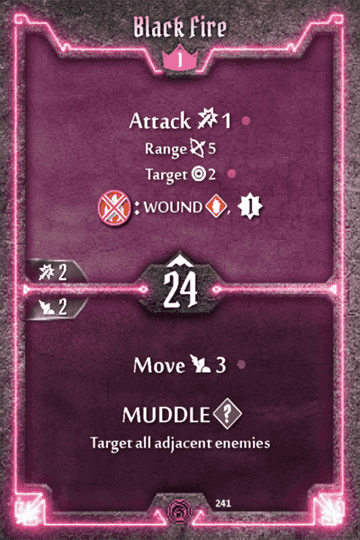 Black Fire
1
Attack 1
Range 5
Target 2
: WOUND , 1
2
24
2
Move 3
MUDDLE ?
Target all adjacent enemies
241